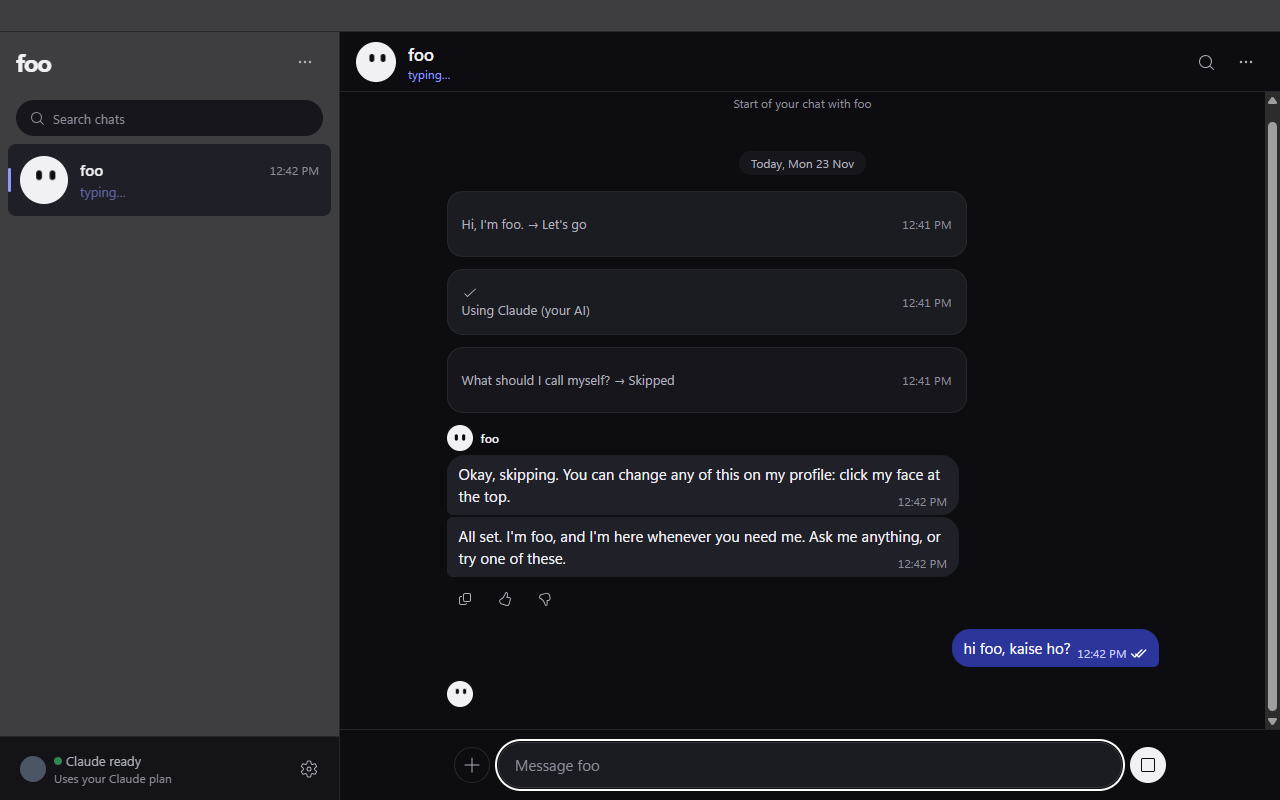 foo
...
Search chats
foo
12:42 PM
typing...
Claude ready
Uses your Claude plan
foo
typing...
...
Start of your chat with foo
Today, Mon 23 Nov
Hi, I'm foo. → Let's go
12:41 PM
Using Claude (your AI)
12:41 PM
What should I call myself? → Skipped
12:41 PM
foo
Okay, skipping. You can change any of this on my profile: click my face at
the top.
12:42 PM
All set. I'm foo, and I'm here whenever you need me. Ask me anything, or
try one of these.
12:42 PM
hi foo, kaise ho? 12:42 PM
Message foo